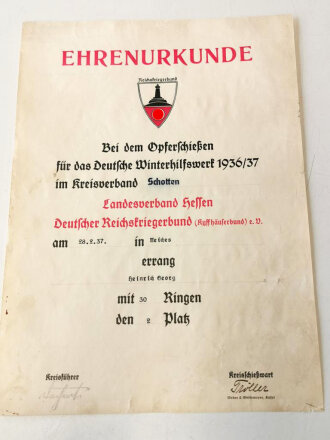 EHRENURKUNDE
Reichskriegerbund
Bei dem Opferschießen
für das Deutsche Winterhilfswerk 1936/37
im Kreisverband Schotten
Landesverband Hessen
Deutscher Reichskriegerbund (Kyffhäuserbund) e. V.
am 28.2.37. in
errang
Heinrich Georg
mit 30 Ringen
den 2 Platz
Kreisführer
Kreisschießwart